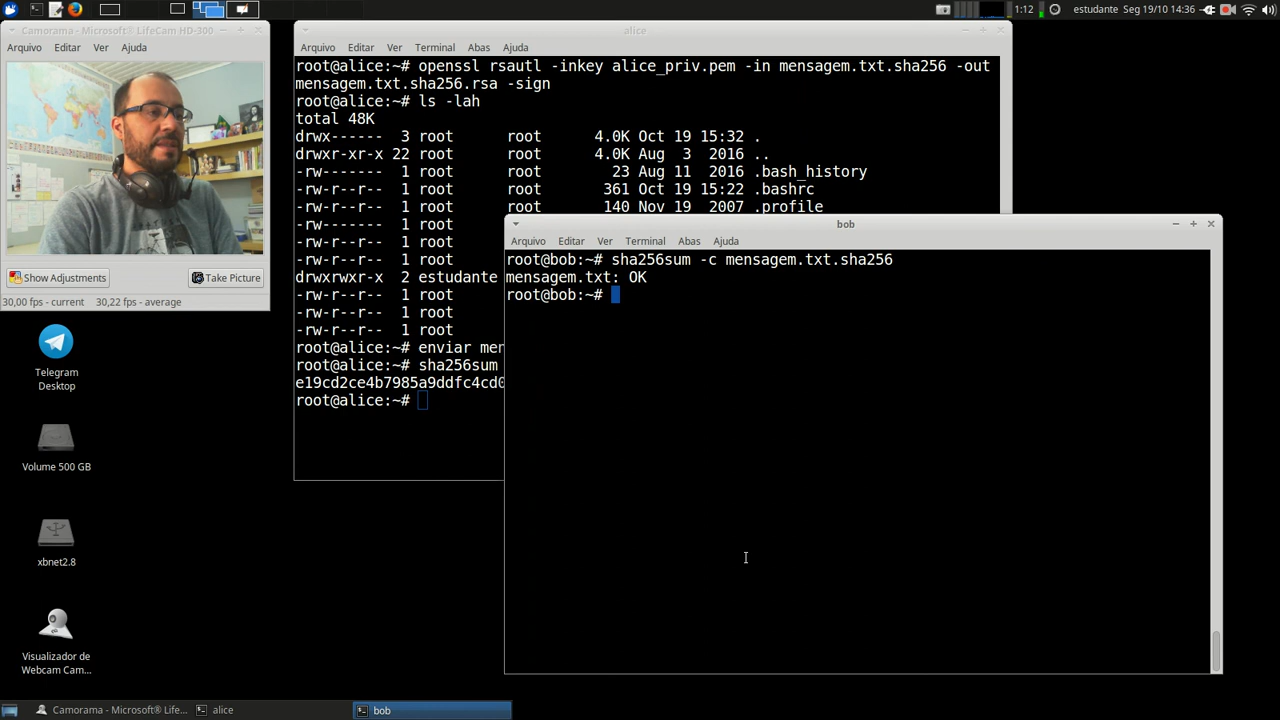 1:12
estudante Seg 19/10 14:36
Camorama - Microsoft® LifeCam HD-300
Arquivo Editar Ver Ajuda
Show Adjustments
Take Picture
30,00 fps - current 30,22 fps - average
Telegram
Desktop
Volume 500 GB
xbnet2.8
Visualizador de
Webcam Cam...
alice
Arquivo Editar Ver Terminal Abas Ajuda
root@alice:~# openssl rsautl -inkey alice_priv.pem -in mensagem.txt.sha256 -out
mensagem.txt.sha256.rsa -sign
root@alice:~# ls -lah
total 48K
drwx------ 3 root root 4.0K Oct 19 15:32 .
drwxr-xr-x 22 root root 4.0K Aug 3 2016 ..
-rw------- 1 root root 23 Aug 11 2016 .bash_history
-rw-r--r-- 1 root root 361 Oct 19 15:22 .bashrc
-rw-r--r-- 1 root root 140 Nov 19 2007 .profile
-rw-r--r-- 1 root
-rw-r--r-- 1 root
-rw-r--r-- 1 root
drwxrwxr-x 2 estudante
-rw-r--r-- 1 root
-rw-r--r-- 1 root
-rw-r--r-- 1 root
root@alice:~# enviar men
root@alice:~# sha256sum
e19cd2ce4b7985a9ddfc4cd0
root@alice:~#
bob
Arquivo Editar Ver Terminal Abas Ajuda
root@bob:~# sha256sum -c mensagem.txt.sha256
mensagem.txt: OK
root@bob:~#
Camorama - Microsoft® Life...
alice
bob